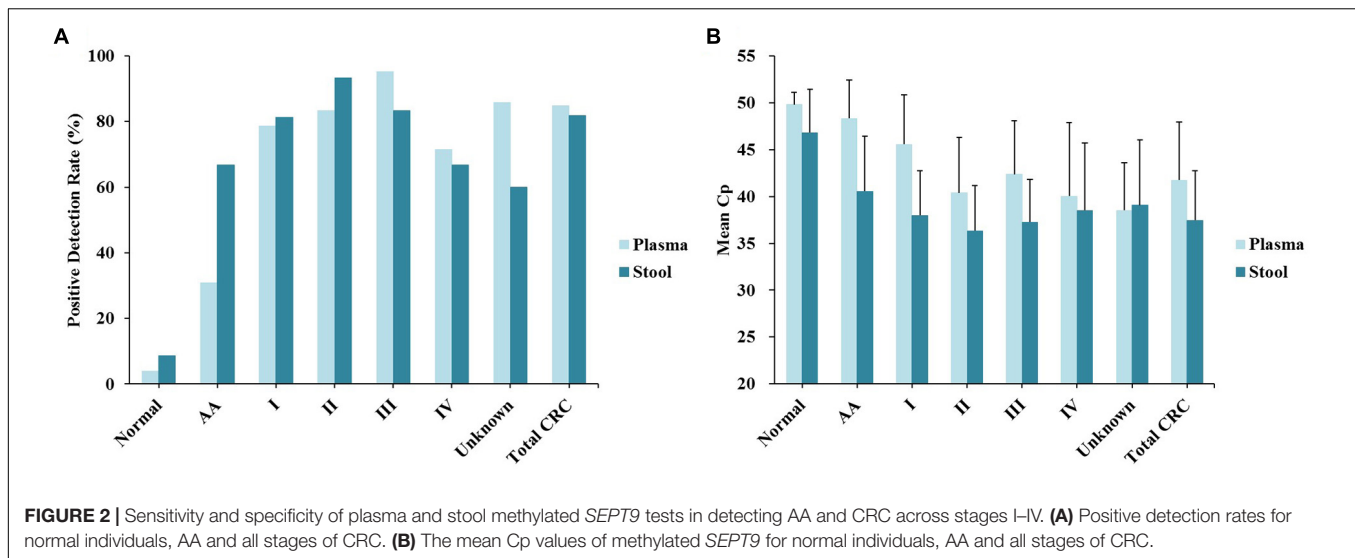 A
Positive Detection Rate (%)
100
80
60
40
20
0
Normal
AA
I
II
III
IV
Unknown
Total CRC
Plasma
Stool
B
Mean Cp
55
50
45
40
35
30
25
20
Normal
AA
I
II
III
IV
Unknown
Total CRC
Plasma
Stool
FIGURE 2 | Sensitivity and specificity of plasma and stool methylated SEPT9 tests in detecting AA and CRC across stages I–IV. (A) Positive detection rates for
normal individuals, AA and all stages of CRC. (B) The mean Cp values of methylated SEPT9 for normal individuals, AA and all stages of CRC.